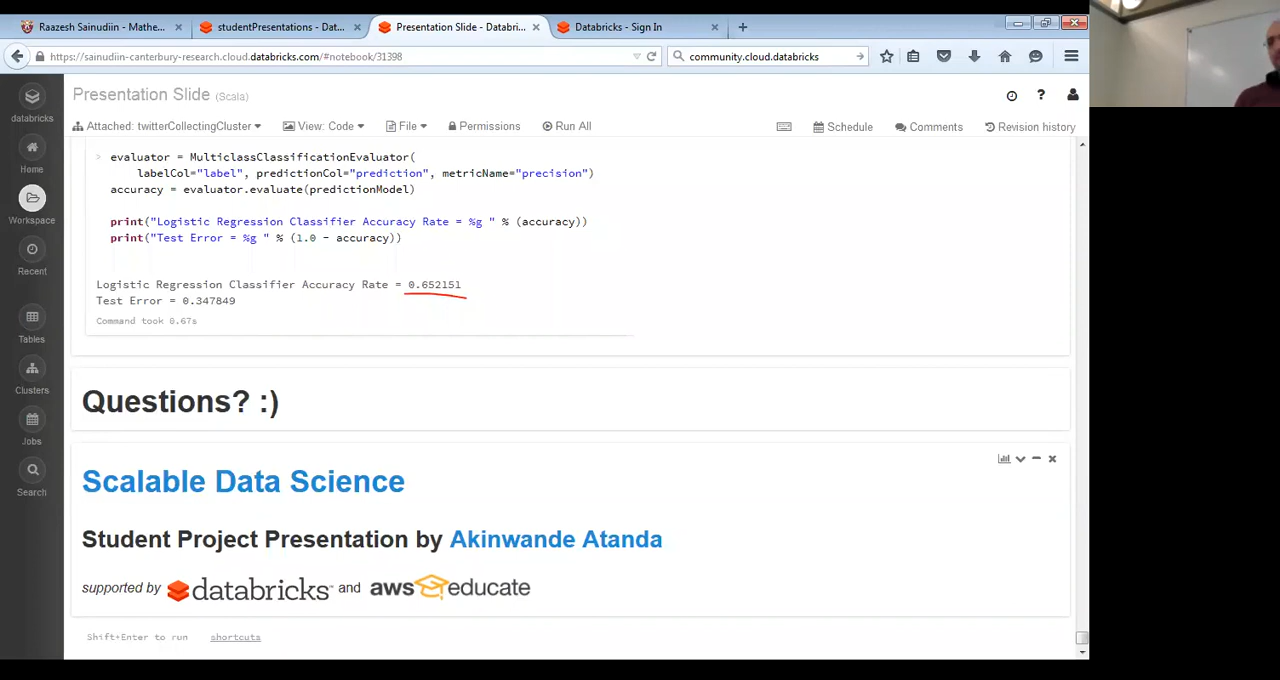 Raazesh Sainudiin - Mathe...
studentPresentations - Dat...
Presentation Slide - Databri...
Databricks - Sign In
https://sainudiin-canterbury-research.cloud.databricks.com/#notebook/31398
community.cloud.databricks
databricks
Home
Workspace
Recent
Tables
Clusters
Jobs
Search
Presentation Slide (Scala)
Attached: twitterCollectingCluster
View: Code
File
Permissions
Run All
Schedule
Comments
Revision history
evaluator = MulticlassClassificationEvaluator(
labelCol="label", predictionCol="prediction", metricName="precision")
accuracy = evaluator.evaluate(predictionModel)
print("Logistic Regression Classifier Accuracy Rate = %g " % (accuracy))
print("Test Error = %g " % (1.0 - accuracy))
Logistic Regression Classifier Accuracy Rate = 0.652151
Test Error = 0.347849
Command took 0.67s
Questions? :)
Scalable Data Science
Student Project Presentation by Akinwande Atanda
supported by databricks™ and aws educate
Shift+Enter to run shortcuts